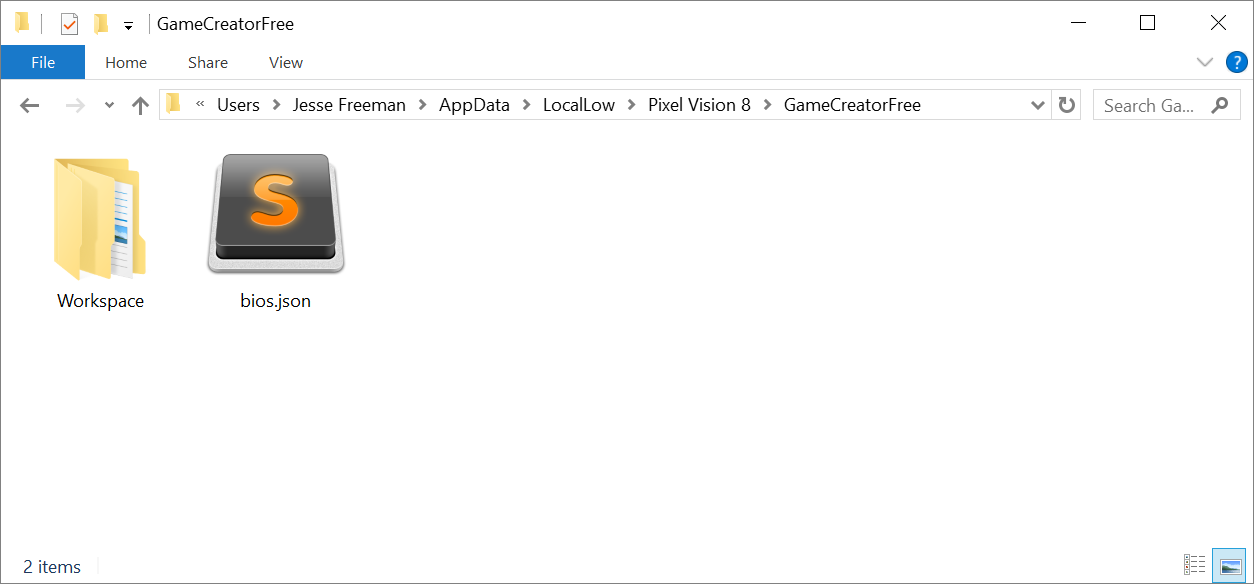 GameCreatorFree
File Home Share View ?
« Users > Jesse Freeman > AppData > LocalLow > Pixel Vision 8 > GameCreatorFree Search Ga...
S
Workspace bios.json
2 items